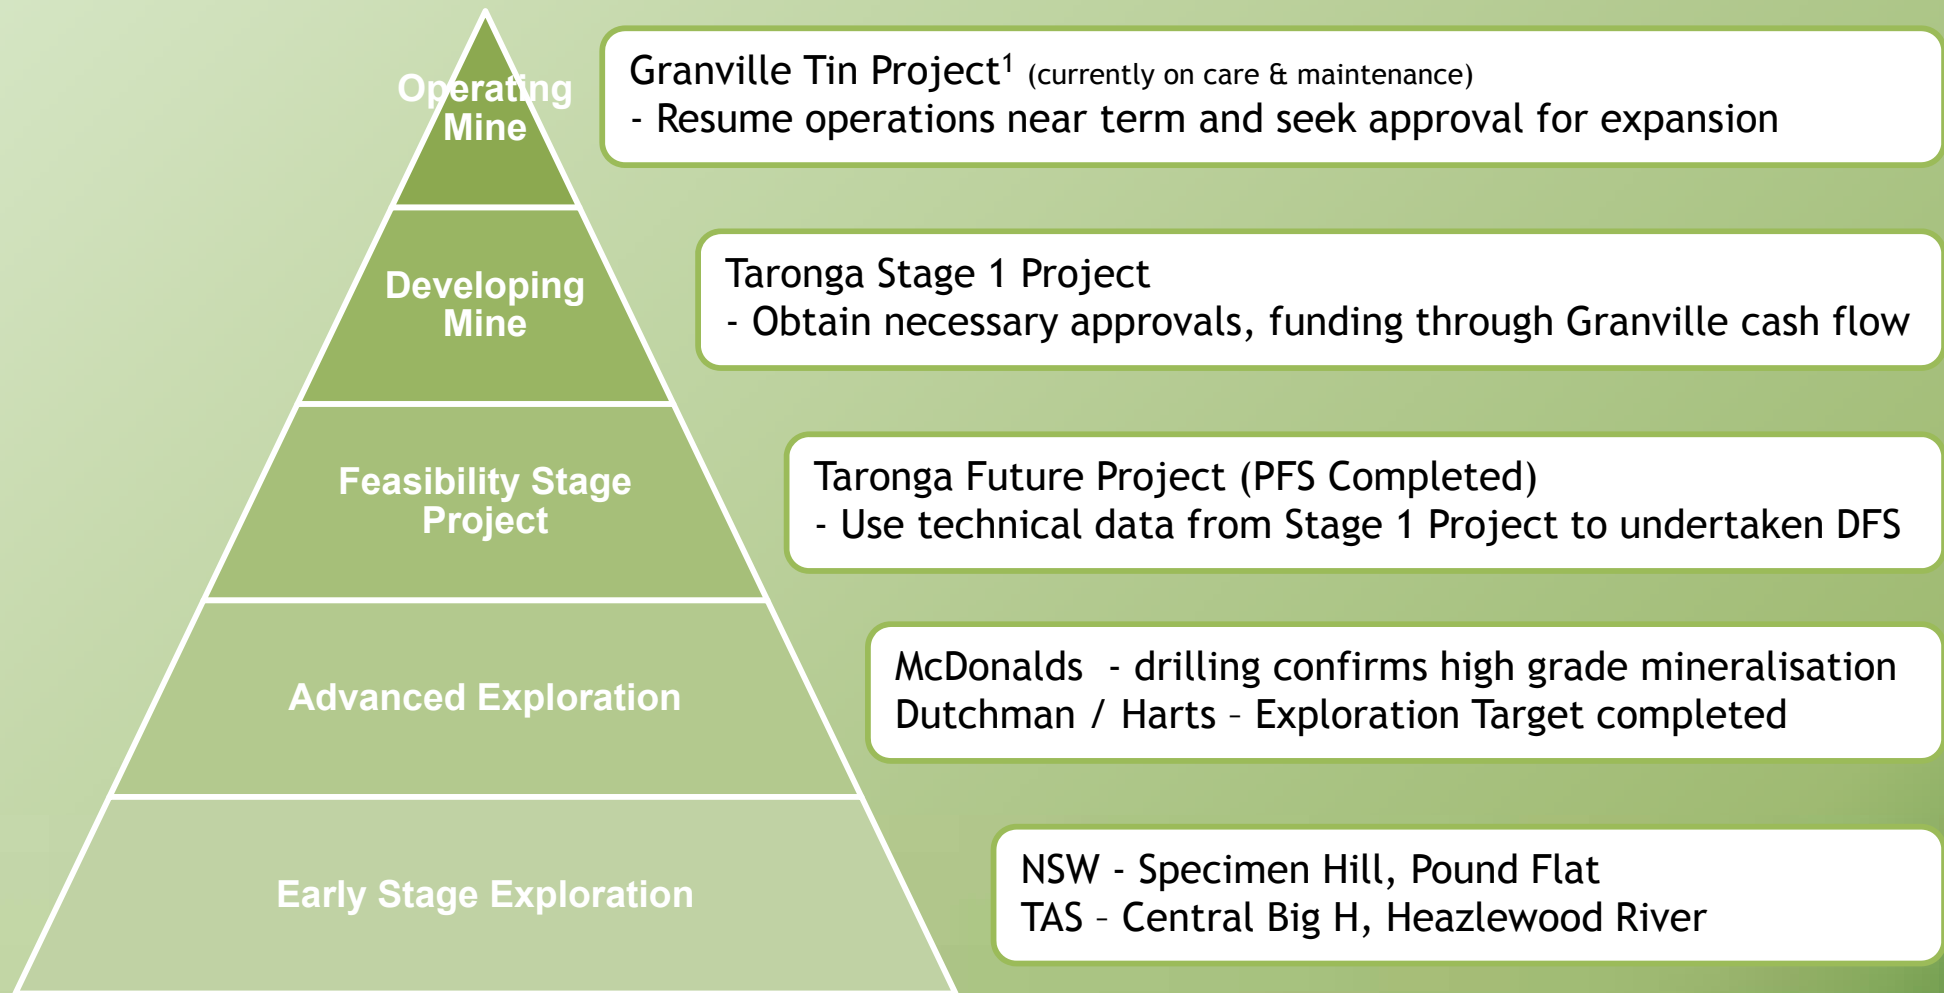 Operating
Mine
Granville Tin Project¹ (currently on care & maintenance)
- Resume operations near term and seek approval for expansion
Developing
Mine
Taronga Stage 1 Project
- Obtain necessary approvals, funding through Granville cash flow
Feasibility Stage
Project
Taronga Future Project (PFS Completed)
- Use technical data from Stage 1 Project to undertaken DFS
Advanced Exploration
McDonalds - drilling confirms high grade mineralisation
Dutchman / Harts – Exploration Target completed
Early Stage Exploration
NSW - Specimen Hill, Pound Flat
TAS – Central Big H, Heazlewood River